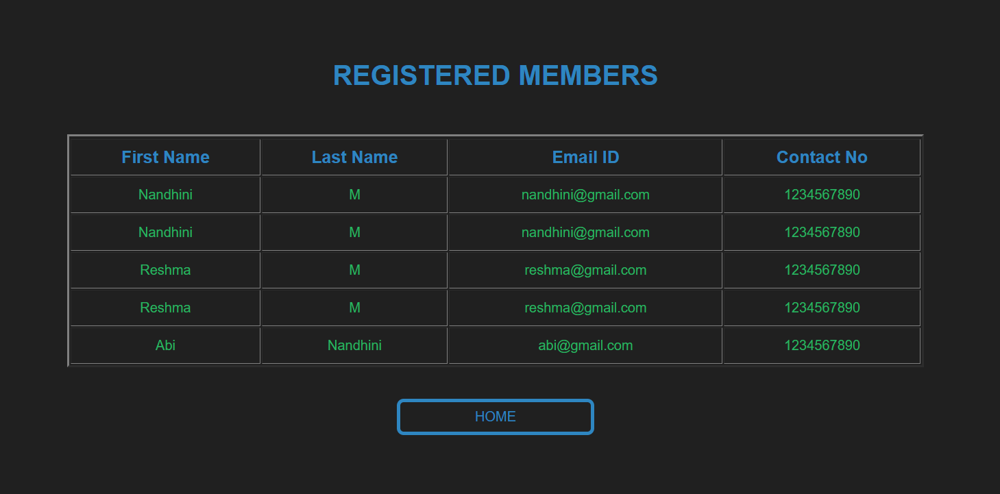 REGISTERED MEMBERS
First Name Last Name Email ID Contact No
Nandhini M nandhini@gmail.com 1234567890
Nandhini M nandhini@gmail.com 1234567890
Reshma M reshma@gmail.com 1234567890
Reshma M reshma@gmail.com 1234567890
Abi Nandhini abi@gmail.com 1234567890
HOME